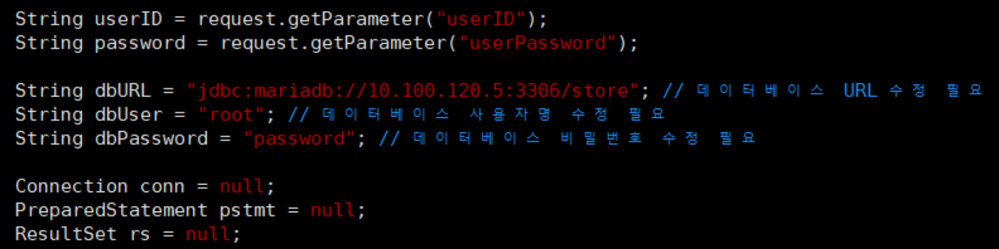 String userID = request.getParameter("userID");
String password = request.getParameter("userPassword");
String dbURL = "jdbc:mariadb://10.100.120.5:3306/store"; // 데이터베이스 URL 수정 필요
String dbUser = "root"; // 데이터베이스 사용자명 수정 필요
String dbPassword = "password"; // 데이터베이스 비밀번호 수정 필요
Connection conn = null;
PreparedStatement pstmt = null;
ResultSet rs = null;